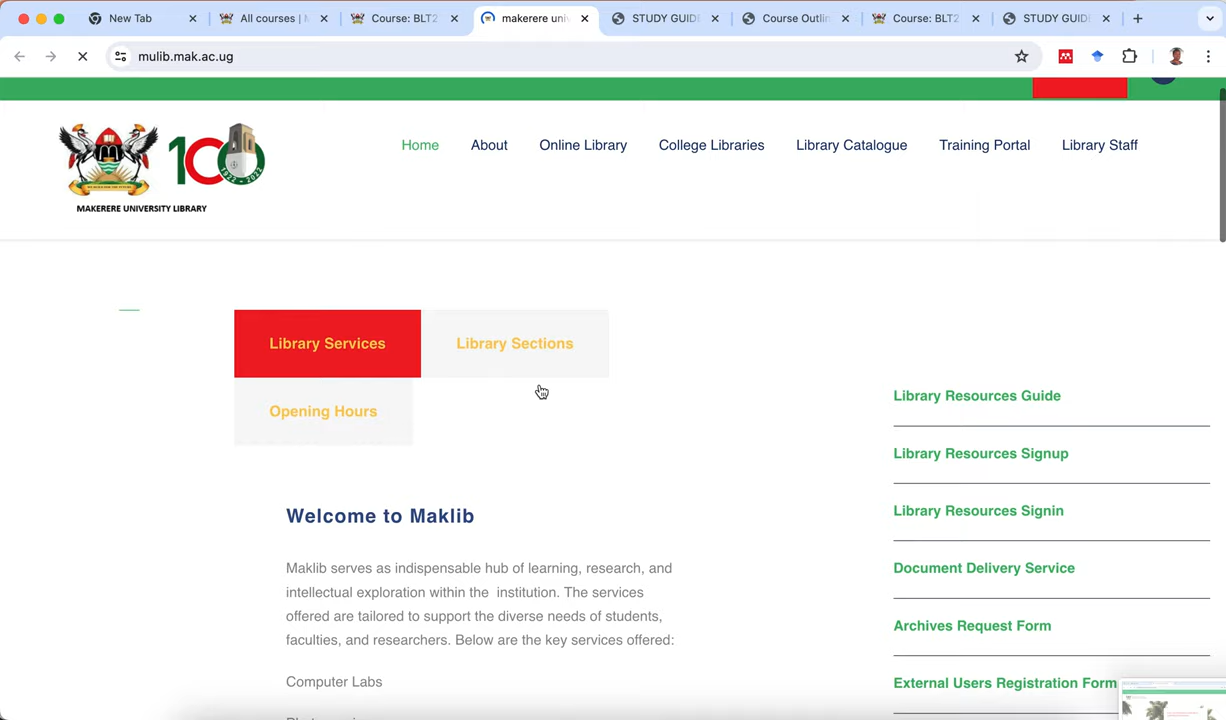 New Tab
All courses | M
Course: BLT2
makerere uni
STUDY GUID
Course Outlin
Course: BLT2
STUDY GUID
mulib.mak.ac.ug
100
1922 - 2022
MAKERERE UNIVERSITY LIBRARY
Home
About
Online Library
College Libraries
Library Catalogue
Training Portal
Library Staff
Library Services
Library Sections
Opening Hours
Welcome to Maklib
Maklib serves as indispensable hub of learning, research, and
intellectual exploration within the institution. The services
offered are tailored to support the diverse needs of students,
faculties, and researchers. Below are the key services offered:
Computer Labs
Library Resources Guide
Library Resources Signup
Library Resources Signin
Document Delivery Service
Archives Request Form
External Users Registration Form